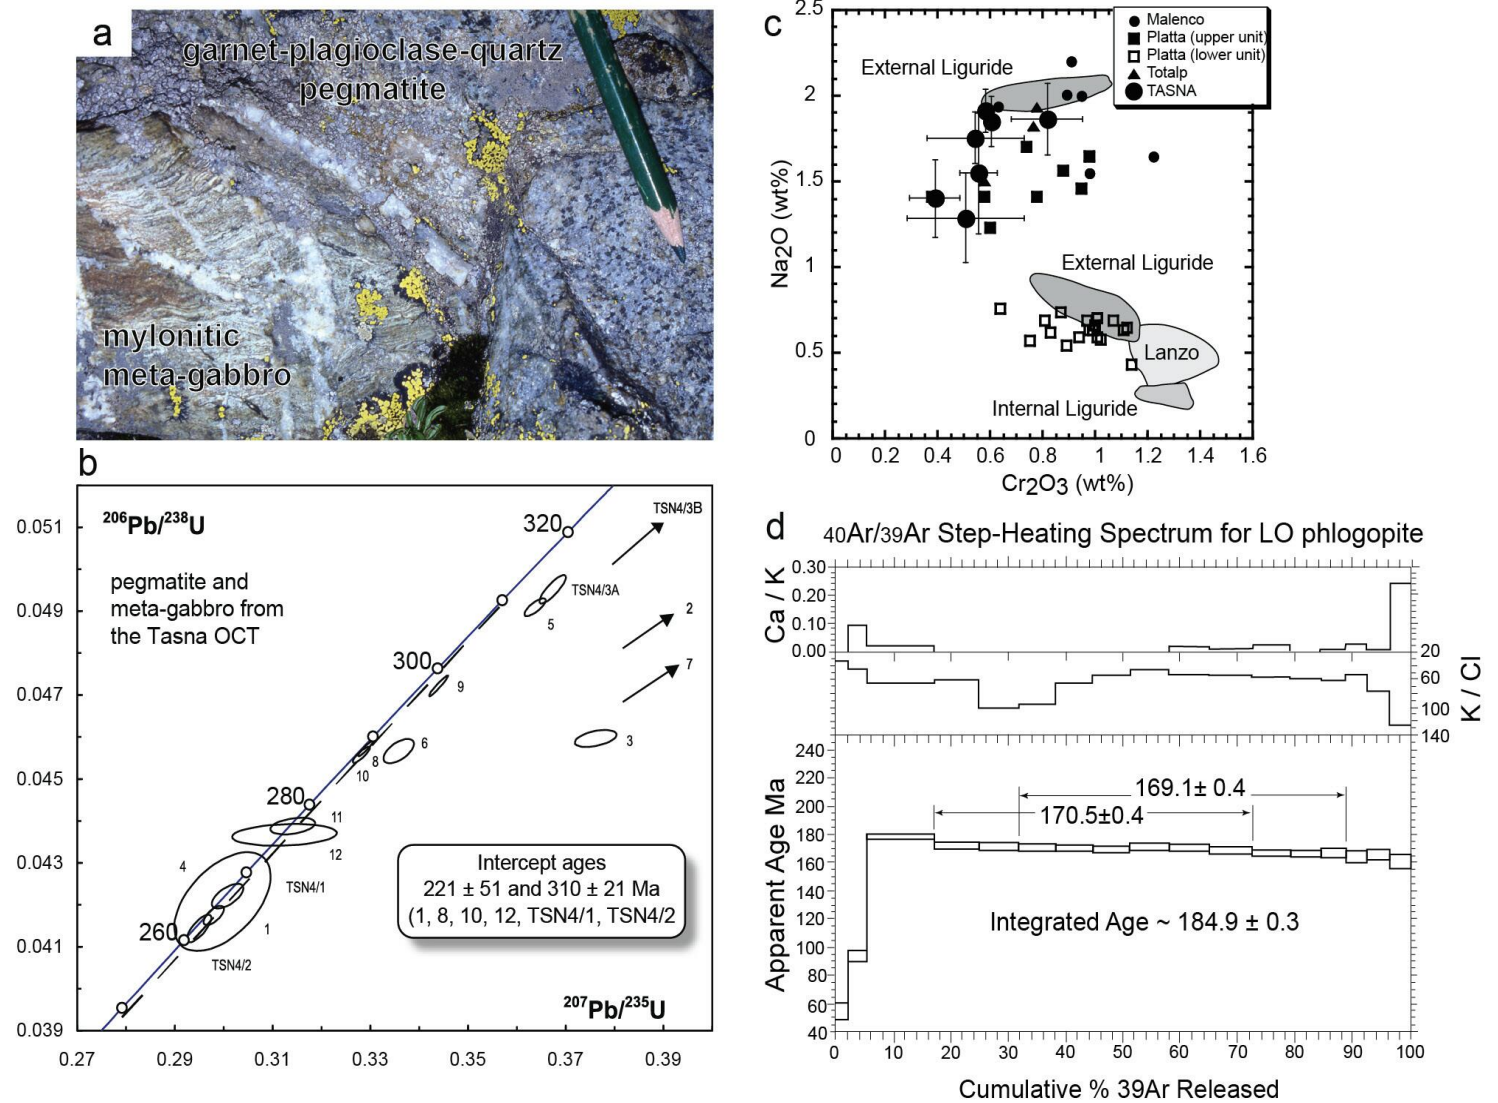 a
garnet-plagioclase-quartz
pegmatite
mylonitic
meta-gabbro
b
206Pb/238U
pegmatite and
meta-gabbro from
the Tasna OCT
0.051
0.049
0.047
0.045
0.043
0.041
0.039
0.27
0.29
0.31
0.33
0.35
0.37
0.39
320
300
280
260
TSN4/3B
TSN4/3A
5
2
7
9
3
6
8
10
11
12
4
TSN4/1
1
TSN4/2
Intercept ages
221 ± 51 and 310 ± 21 Ma
(1, 8, 10, 12, TSN4/1, TSN4/2
207Pb/235U
c
2.5
2
1.5
1
0.5
0
Na2O (wt%)
0
0.2
0.4
0.6
0.8
1
1.2
1.4
1.6
Cr2O3 (wt%)
Malenco
Platta (upper unit)
Platta (lower unit)
Totalp
TASNA
External Liguride
External Liguride
Lanzo
Internal Liguride
d
40Ar/39Ar Step-Heating Spectrum for LO phlogopite
Ca / K
0.30
0.20
0.10
0.00
20
60
100
140
K / Cl
Apparent Age Ma
240
220
200
180
160
140
120
100
80
60
40
169.1± 0.4
170.5±0.4
Integrated Age ~ 184.9 ± 0.3
0
10
20
30
40
50
60
70
80
90
100
Cumulative % 39Ar Released